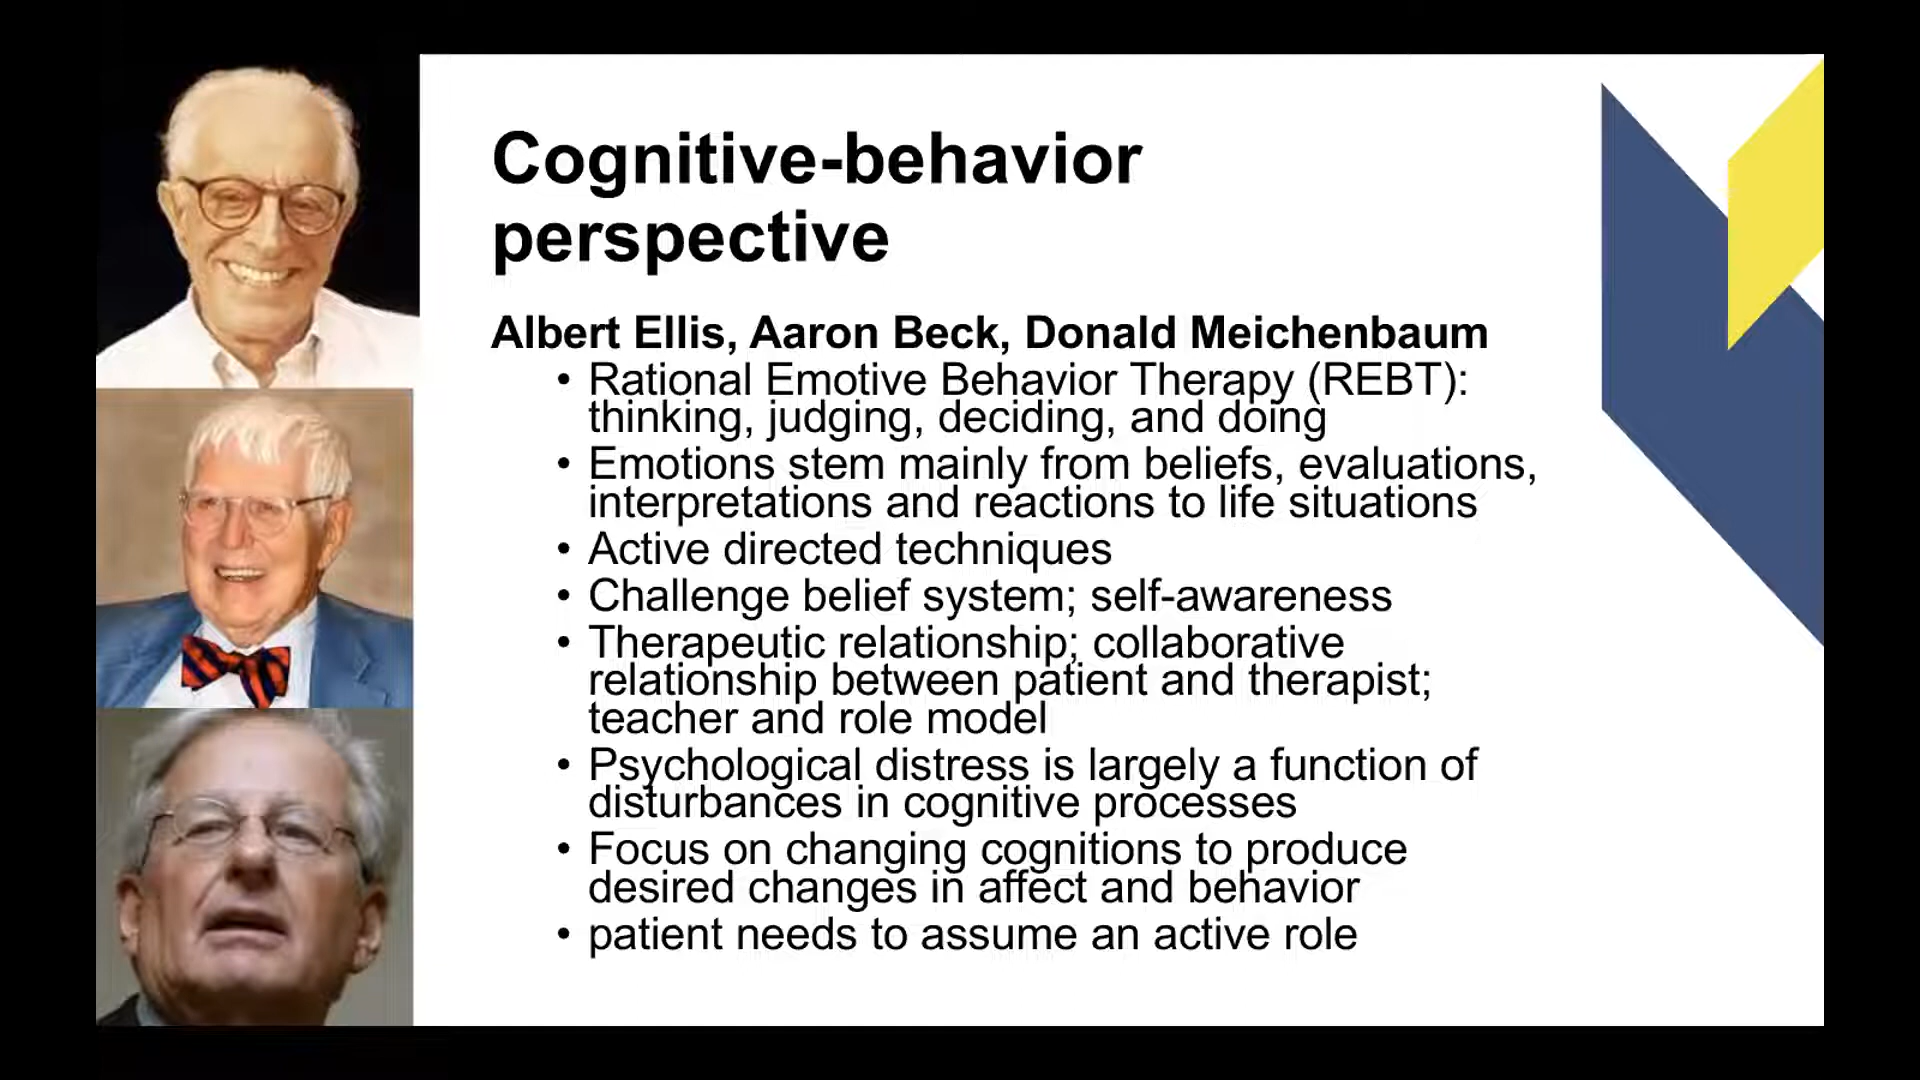 Cognitive-behavior
perspective
Albert Ellis, Aaron Beck, Donald Meichenbaum
• Rational Emotive Behavior Therapy (REBT):
thinking, judging, deciding, and doing
• Emotions stem mainly from beliefs, evaluations,
interpretations and reactions to life situations
• Active directed techniques
• Challenge belief system; self-awareness
• Therapeutic relationship; collaborative
relationship between patient and therapist;
teacher and role model
• Psychological distress is largely a function of
disturbances in cognitive processes
• Focus on changing cognitions to produce
desired changes in affect and behavior
• patient needs to assume an active role